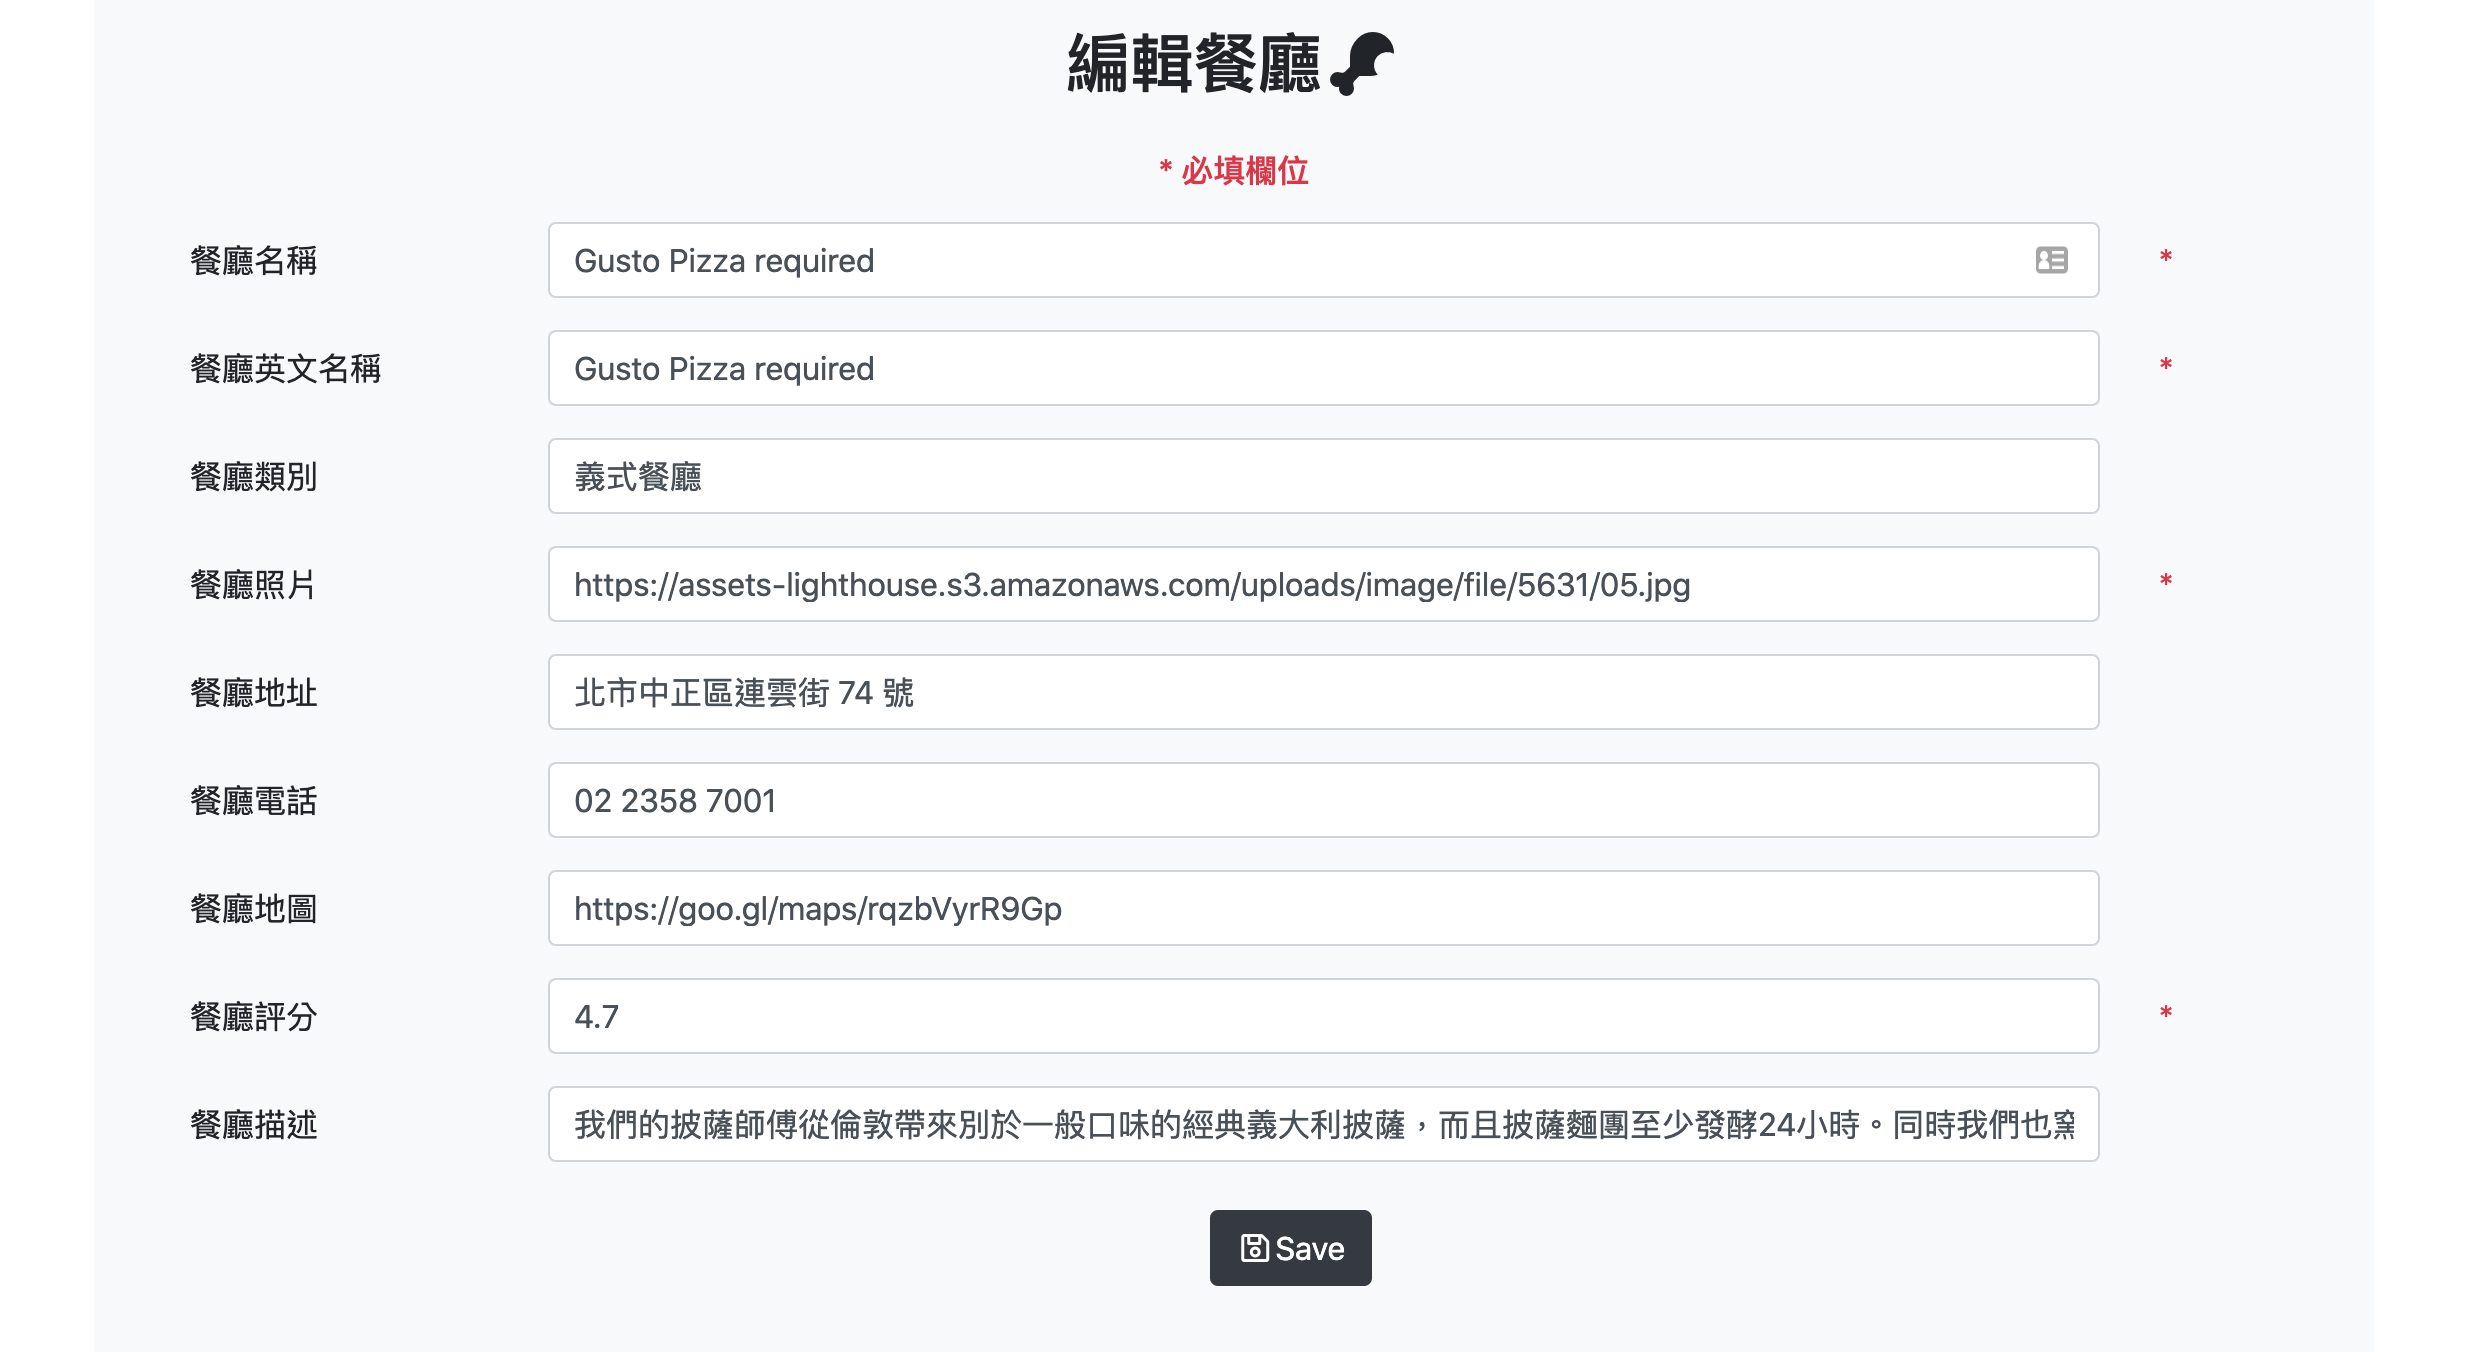 編輯餐廳
* 必填欄位
餐廳名稱 Gusto Pizza required *
餐廳英文名稱 Gusto Pizza required *
餐廳類別 義式餐廳
餐廳照片 https://assets-lighthouse.s3.amazonaws.com/uploads/image/file/5631/05.jpg *
餐廳地址 北市中正區連雲街 74 號
餐廳電話 02 2358 7001
餐廳地圖 https://goo.gl/maps/rqzbVyrR9Gp
餐廳評分 4.7 *
餐廳描述 我們的披薩師傅從倫敦帶來別於一般口味的經典義大利披薩，而且披薩麵團至少發酵24小時。同時我們也窯
Save